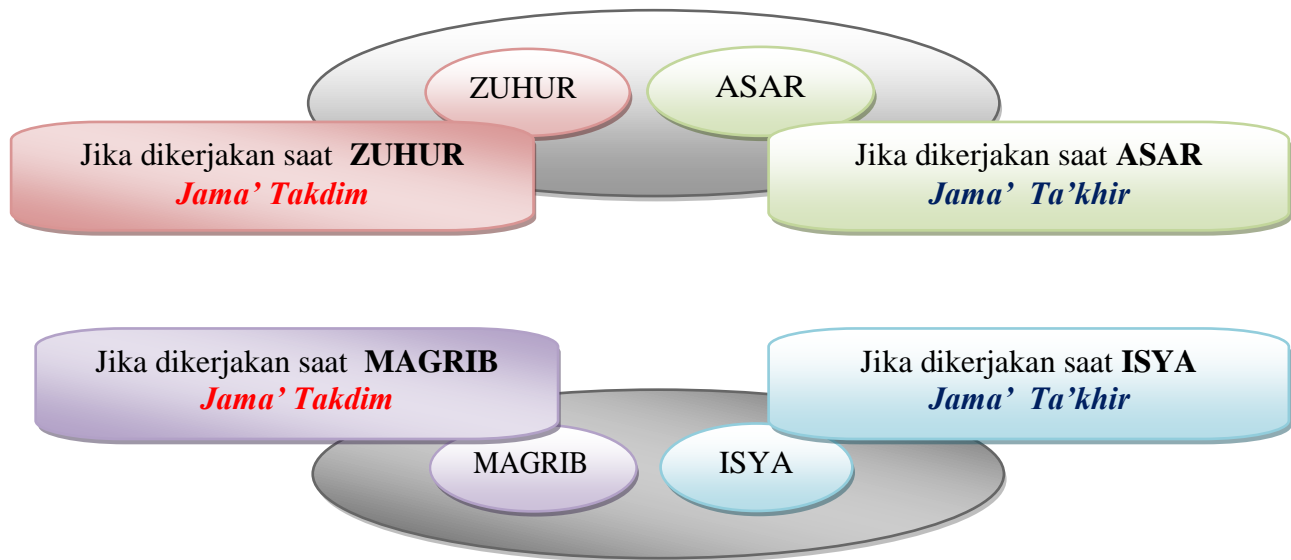 ZUHUR
ASAR
Jika dikerjakan saat ZUHUR
Jama’ Takdim
Jika dikerjakan saat ASAR
Jama’ Ta’khir
Jika dikerjakan saat MAGRIB
Jama’ Takdim
Jika dikerjakan saat ISYA
Jama’ Ta’khir
MAGRIB
ISYA